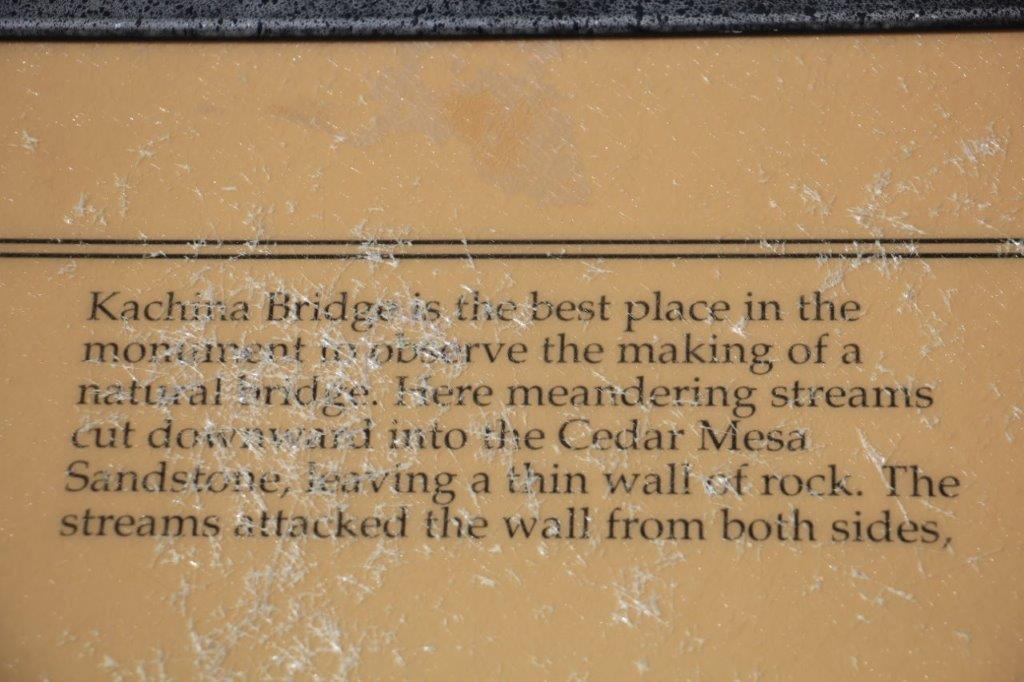 Kachina Bridge is the best place in the
monument to observe the making of a
natural bridge. Here meandering streams
cut downward into the Cedar Mesa
Sandstone, leaving a thin wall of rock. The
streams attacked the wall from both sides,